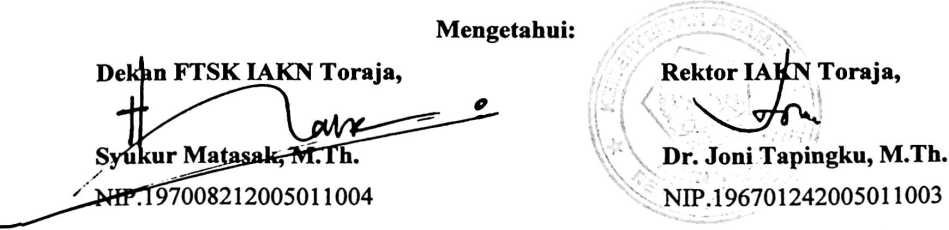 Mengetahui:
Dekan FTSK IAKN Toraja,
Syukur Matasak, M.Th.
NIP.197008212005011004
Rektor IAKN Toraja,
Dr. Joni Tapingku, M.Th.
NIP.196701242005011003